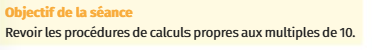 Objectif de la séance
Revoir les procédures de calculs propres aux multiples de 10.